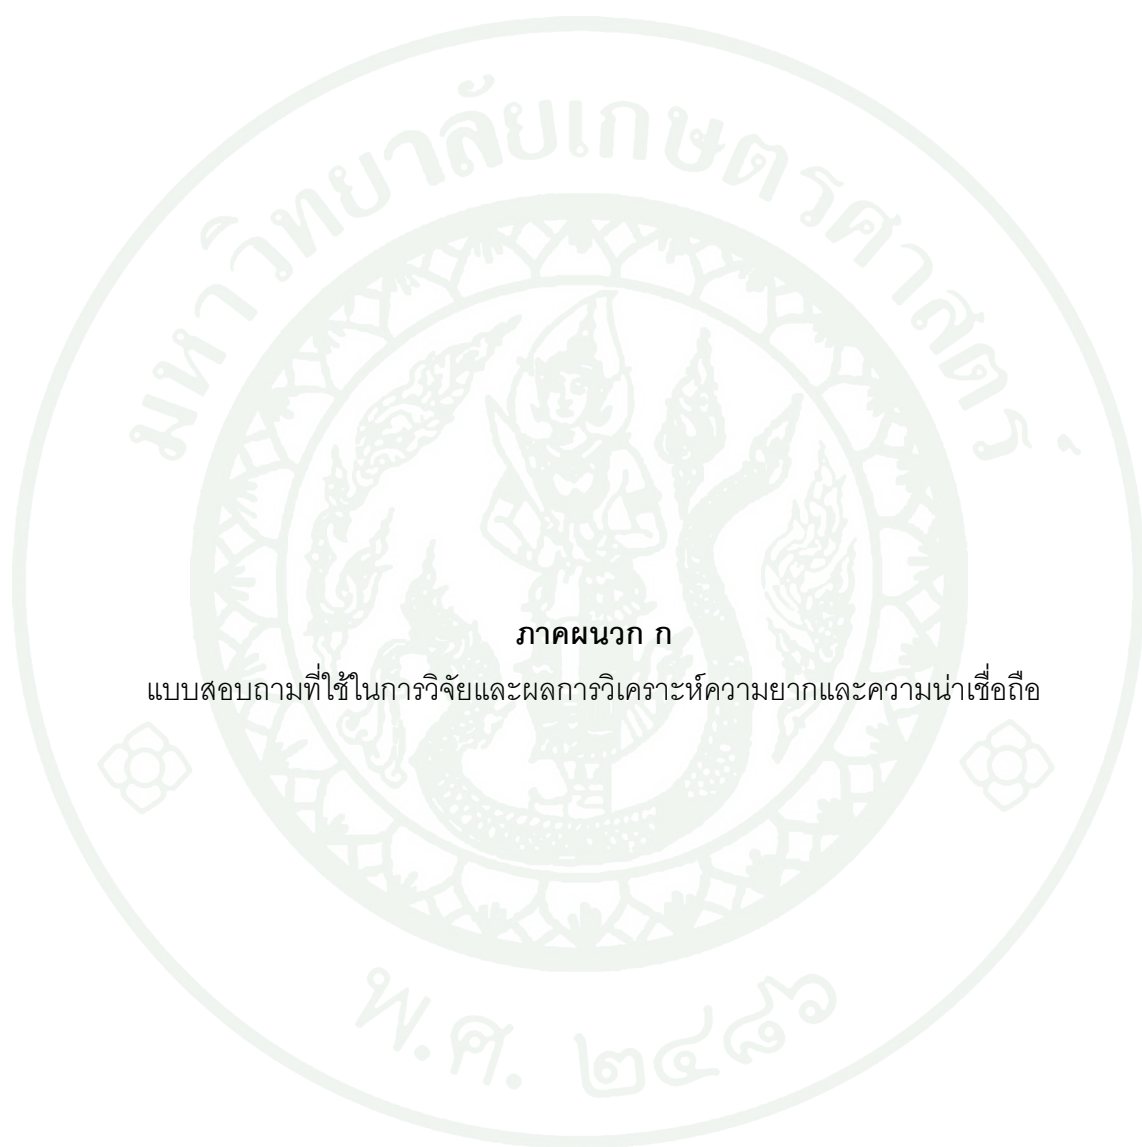 มหาวิทยาลัยเกษตรศาสตร์
ภาคผนวก ก
แบบสอบถามที่ใช้ในการวิจัยและผลการวิเคราะห์ความยากและความน่าเชื่อถือ
พ.ศ. ๒๔๘๖